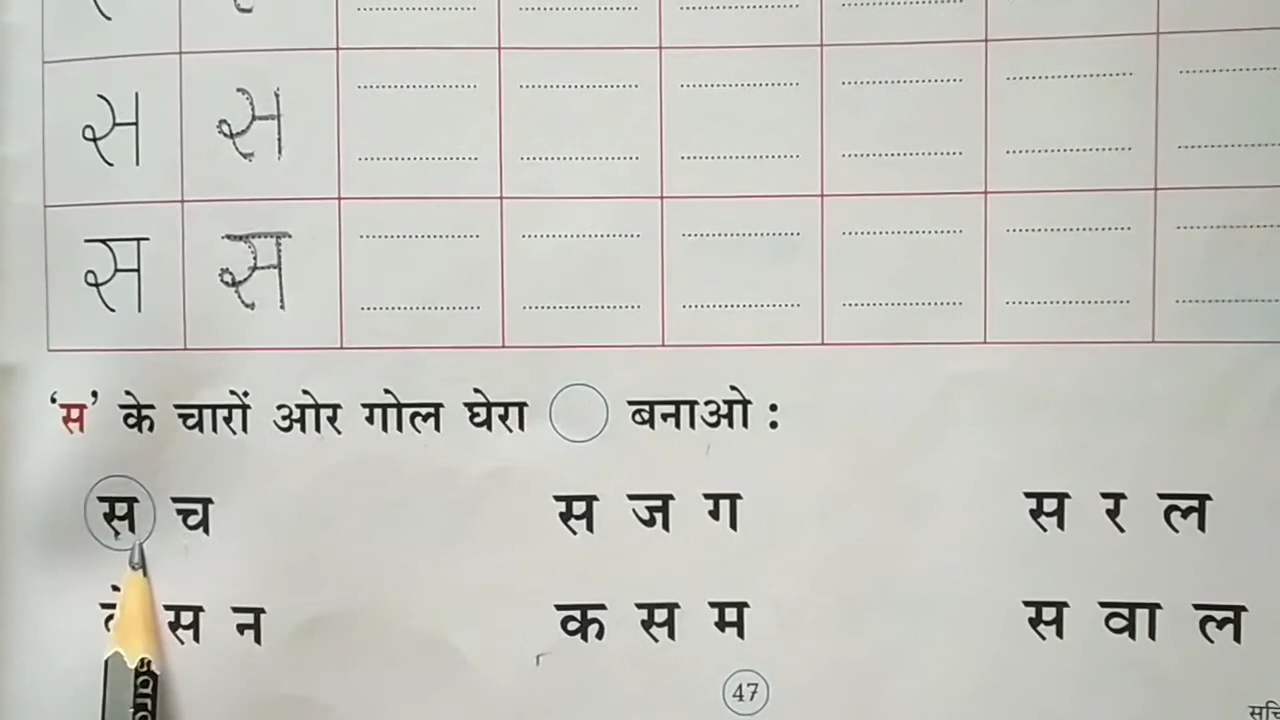 स स
स स
'स' के चारों ओर गोल घेरा बनाओ :
स च स ज ग स र ल
स न क स म स वा ल
47